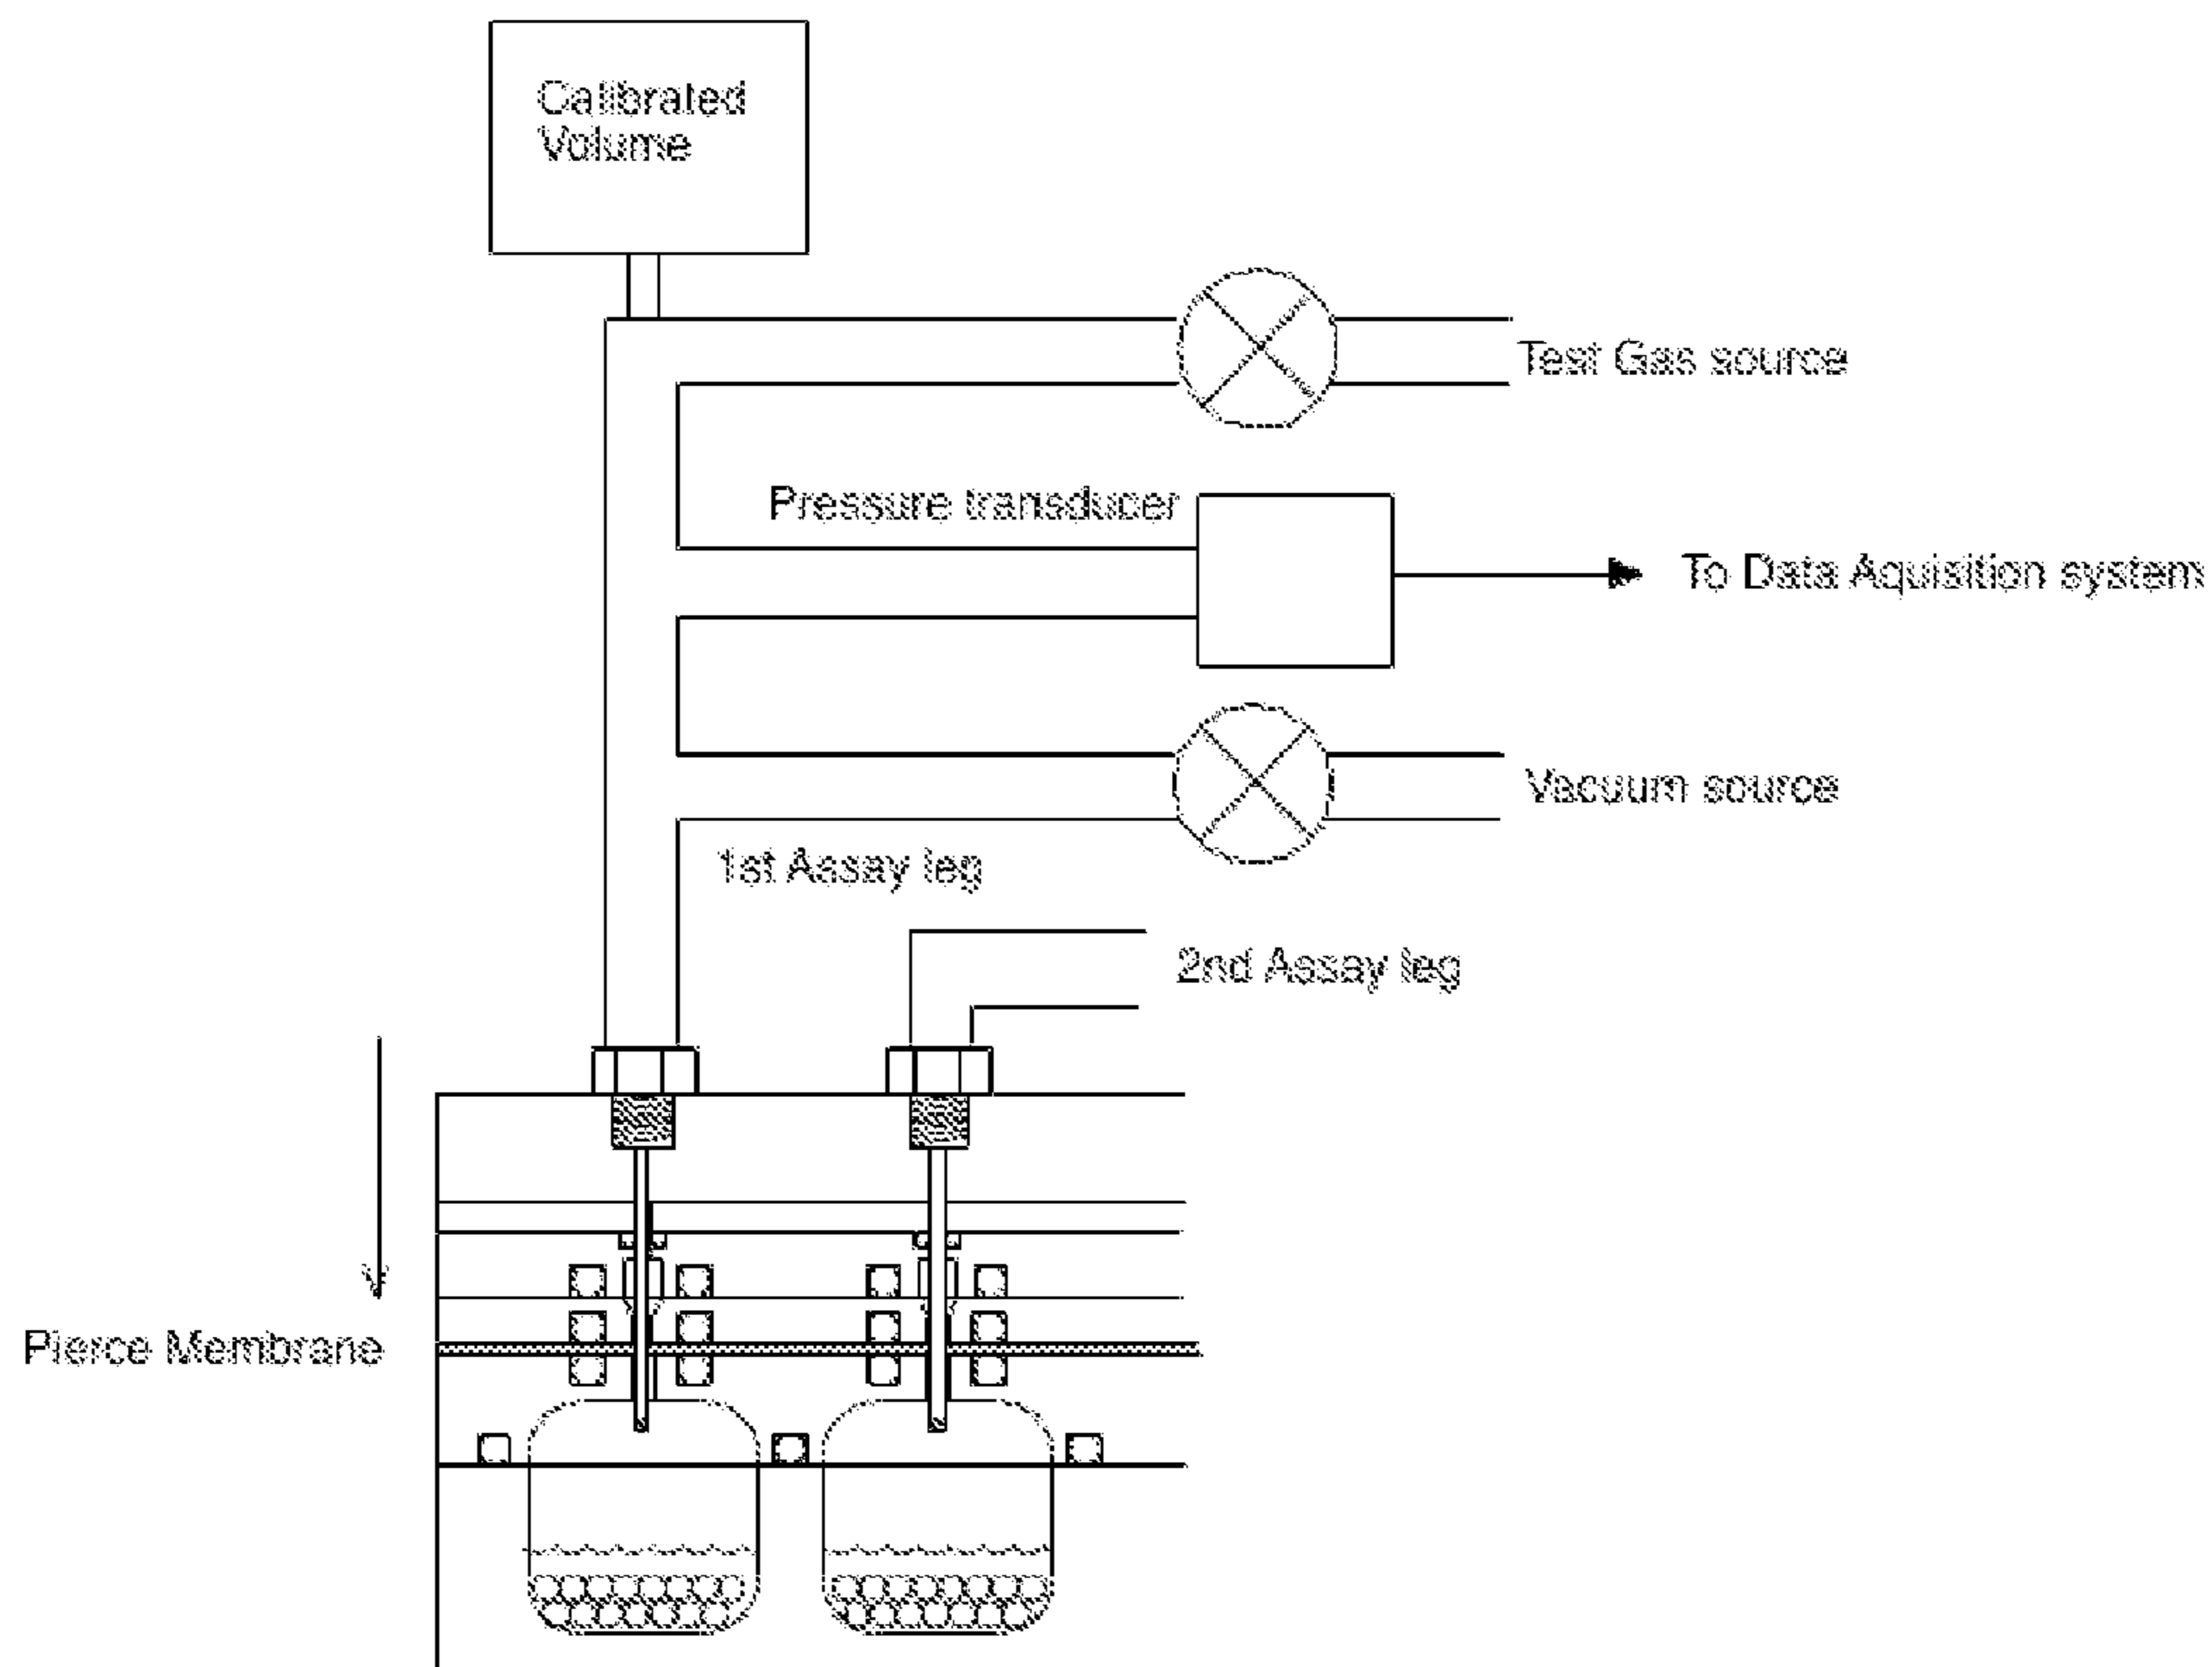 Calibrated
Volume
Test Gas source
Pressure transducer
To Data Aquisition system
Vacuum source
1st Assay leg
2nd Assay leg
Pierce Membrane